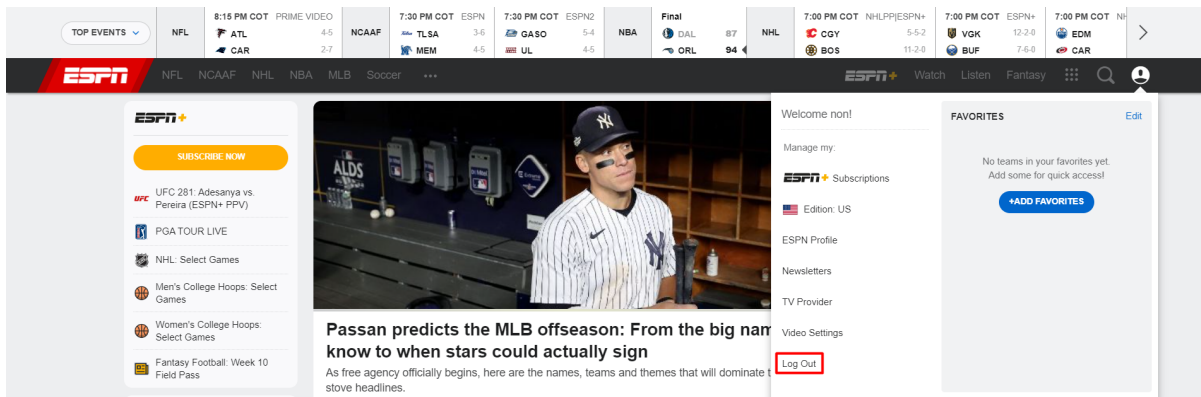 TOP EVENTS
NFL
8:15 PM COT PRIME VIDEO
ATL 4-5
CAR 2-7
NCAAF
7:30 PM COT ESPN
TLSA 3-6
MEM 4-5
7:30 PM COT ESPN2
GASO 5-4
UL 4-5
NBA
Final
DAL 87
ORL 94
NHL
7:00 PM COT NHLPP|ESPN+
CGY 5-5-2
BOS 11-2-0
7:00 PM COT ESPN+
VGK 12-2-0
BUF 7-6-0
7:00 PM COT NH
EDM
CAR
ESPN NFL NCAAF NHL NBA MLB Soccer ... ESPN+ Watch Listen Fantasy
ESPN+
SUBSCRIBE NOW
UFC UFC 281: Adesanya vs.
Pereira (ESPN+ PPV)
PGA TOUR LIVE
NHL: Select Games
Men's College Hoops: Select
Games
Women's College Hoops:
Select Games
Fantasy Football: Week 10
Field Pass
ALDS
Passan predicts the MLB offseason: From the big nam
know to when stars could actually sign
As free agency officially begins, here are the names, teams and themes that will dominate t
stove headlines.
Welcome non!
Manage my:
ESPN+ Subscriptions
Edition: US
ESPN Profile
Newsletters
TV Provider
Video Settings
Log Out
FAVORITES Edit
No teams in your favorites yet.
Add some for quick access!
+ADD FAVORITES